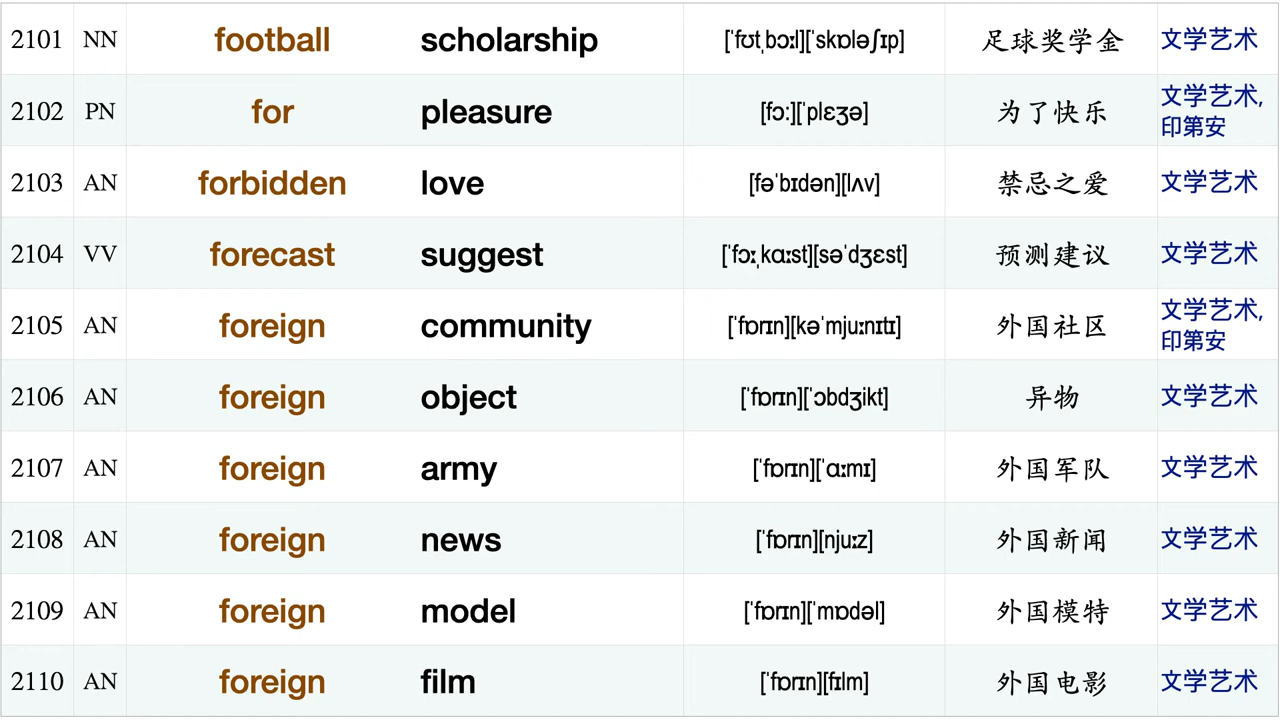 2101 NN football scholarship [ˈfʊtˌbɔːl][ˈskɒləʃɪp] 足球奖学金 文学艺术
2102 PN for pleasure [fɔː][ˈplɛʒə] 为了快乐 文学艺术,
印第安
2103 AN forbidden love [fəˈbɪdən][lʌv] 禁忌之爱 文学艺术
2104 VV forecast suggest [ˈfɔːˌkɑːst][səˈdʒɛst] 预测建议 文学艺术
2105 AN foreign community [ˈfɒrɪn][kəˈmjuːnɪtɪ] 外国社区 文学艺术,
印第安
2106 AN foreign object [ˈfɒrɪn][ˈɔbdʒikt] 异物 文学艺术
2107 AN foreign army [ˈfɒrɪn][ˈɑːmɪ] 外国军队 文学艺术
2108 AN foreign news [ˈfɒrɪn][njuːz] 外国新闻 文学艺术
2109 AN foreign model [ˈfɒrɪn][ˈmɒdəl] 外国模特 文学艺术
2110 AN foreign film [ˈfɒrɪn][fɪlm] 外国电影 文学艺术